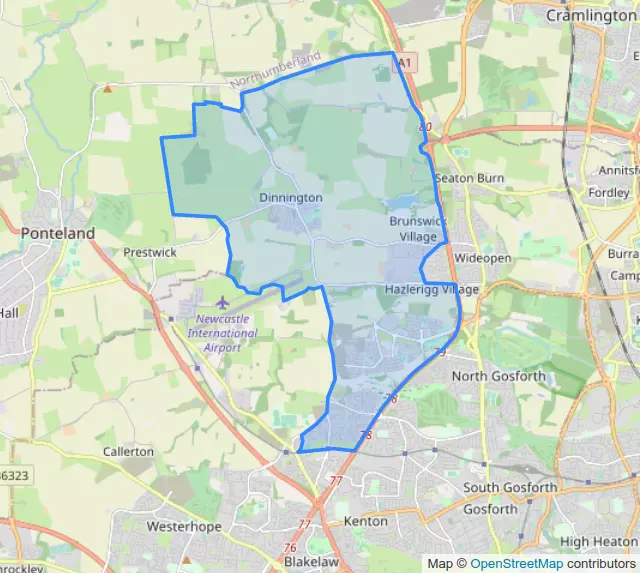 Cramlington
A1
Northumberland
80
Annitsf
Seaton Burn
Fordley
Dinnington
Brunswick
Village
Ponteland
Prestwick
Wideopen
Burra
Camp
Hazlerigg Village
Hall
Newcastle
International
Airport
79
North Gosforth
78
78
Callerton
36323
77
South Gosforth
Gosforth
Westerhope
77
Kenton
76
High Heaton
Blakelaw
nrockley
Map © OpenStreetMap contributors